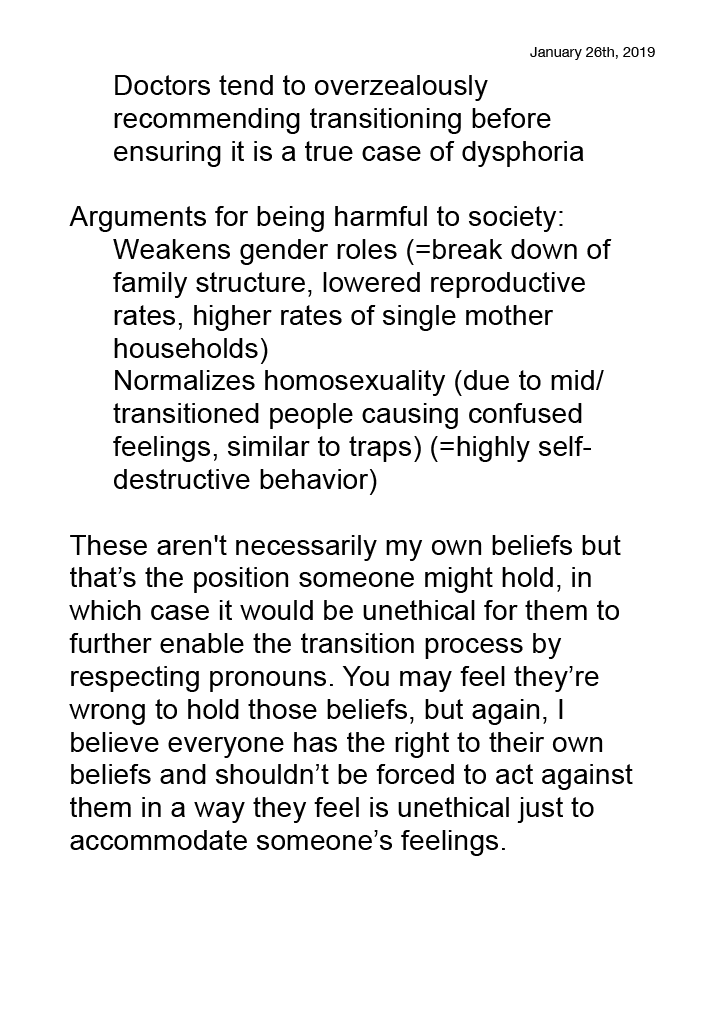 January 26th, 2019
Doctors tend to overzealously
recommending transitioning before
ensuring it is a true case of dysphoria
Arguments for being harmful to society:
Weakens gender roles (=break down of
family structure, lowered reproductive
rates, higher rates of single mother
households)
Normalizes homosexuality (due to mid/
transitioned people causing confused
feelings, similar to traps) (=highly self-
destructive behavior)
These aren't necessarily my own beliefs but
that’s the position someone might hold, in
which case it would be unethical for them to
further enable the transition process by
respecting pronouns. You may feel they’re
wrong to hold those beliefs, but again, I
believe everyone has the right to their own
beliefs and shouldn’t be forced to act against
them in a way they feel is unethical just to
accommodate someone’s feelings.